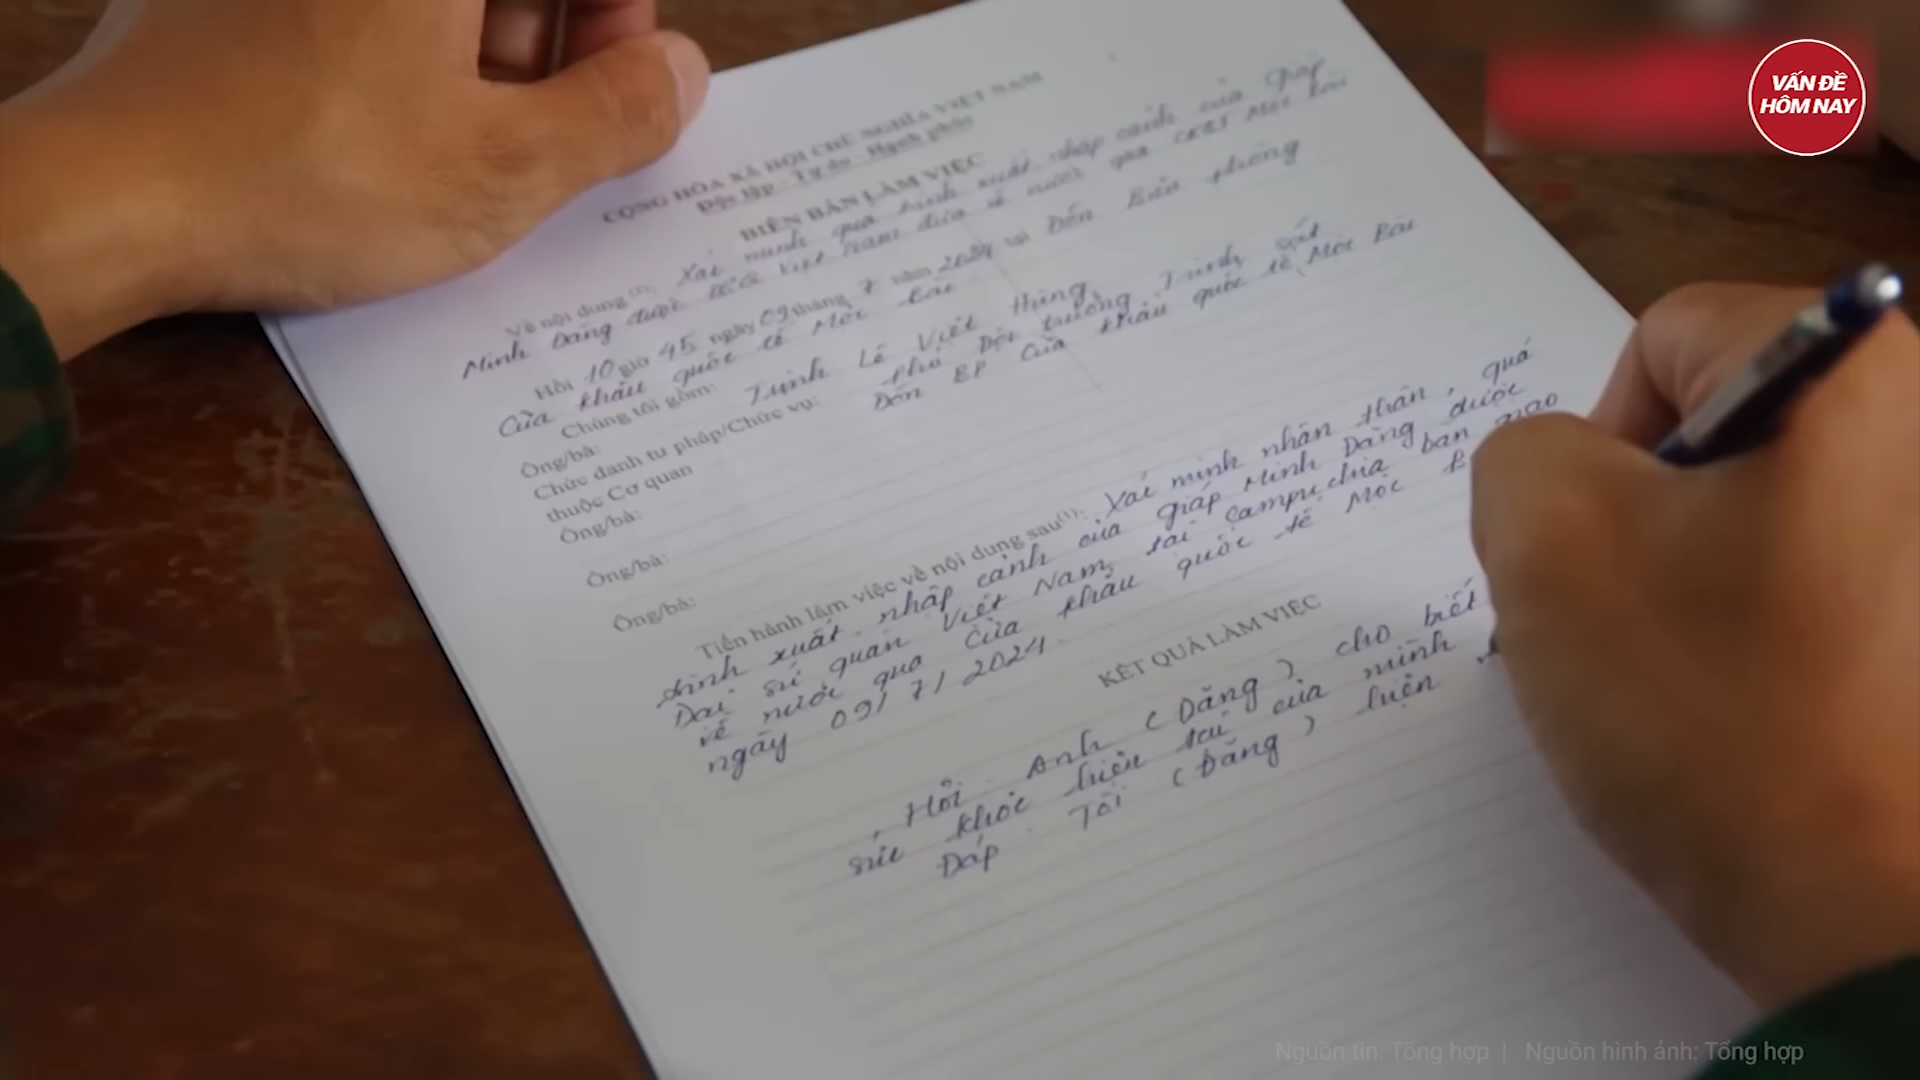 VẤN ĐỀ
HÔM NAY
CỘNG HÒA XÃ HỘI CHỦ NGHĨA VIỆT NAM
Độc lập - Tự do - Hạnh phúc
BIÊN BẢN LÀM VIỆC
Về nội dung (1): Xác minh quá trình xuất nhập cảnh của Giáp
Minh Đăng được ĐSQ Việt Nam đưa về nước qua CKQT Mộc Bài
Hồi 10 giờ 45 ngày 09 tháng 7 năm 2024 tại Đồn Biên phòng
Cửa khẩu quốc tế Mộc Bài
Chúng tôi gồm:
Ông/bà: Trịnh Lê Việt Hùng
Chức danh tư pháp/Chức vụ: Phó Đội trưởng Trinh sát
thuộc Cơ quan Đồn BP Cửa khẩu quốc tế Mộc Bài
Ông/bà:
Ông/bà:
Ông/bà:
Tiến hành làm việc về nội dung sau(1): Xác minh nhân thân, quá
trình xuất nhập cảnh của Giáp Minh Đăng được
Đại sứ quán Việt Nam tại Campuchia bàn giao
về nước qua Cửa khẩu quốc tế Mộc
ngày 09/7/2024
KẾT QUẢ LÀM VIỆC
Hỏi: Anh (Đăng) cho biết
sức khỏe hiện tại của mình
Đáp: Tôi (Đăng) hiện
Nguồn tin: Tổng hợp | Nguồn hình ảnh: Tổng hợp